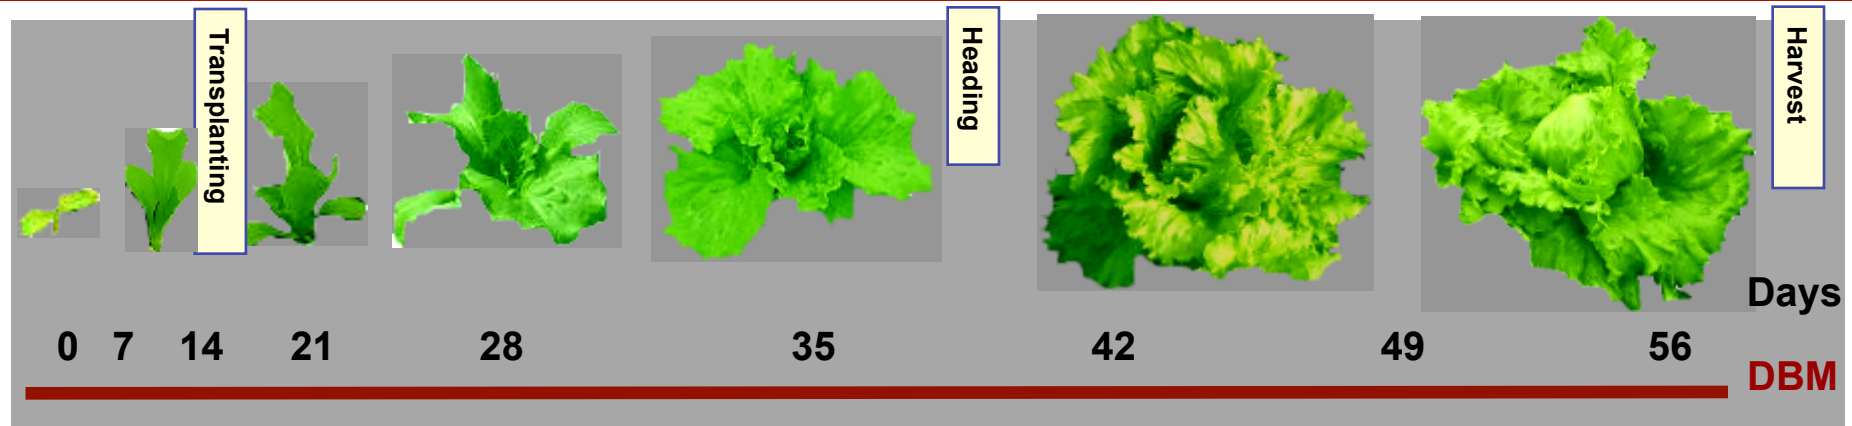 Transplanting
Heading
Harvest
Days
0 7 14 21 28 35 42 49 56
DBM